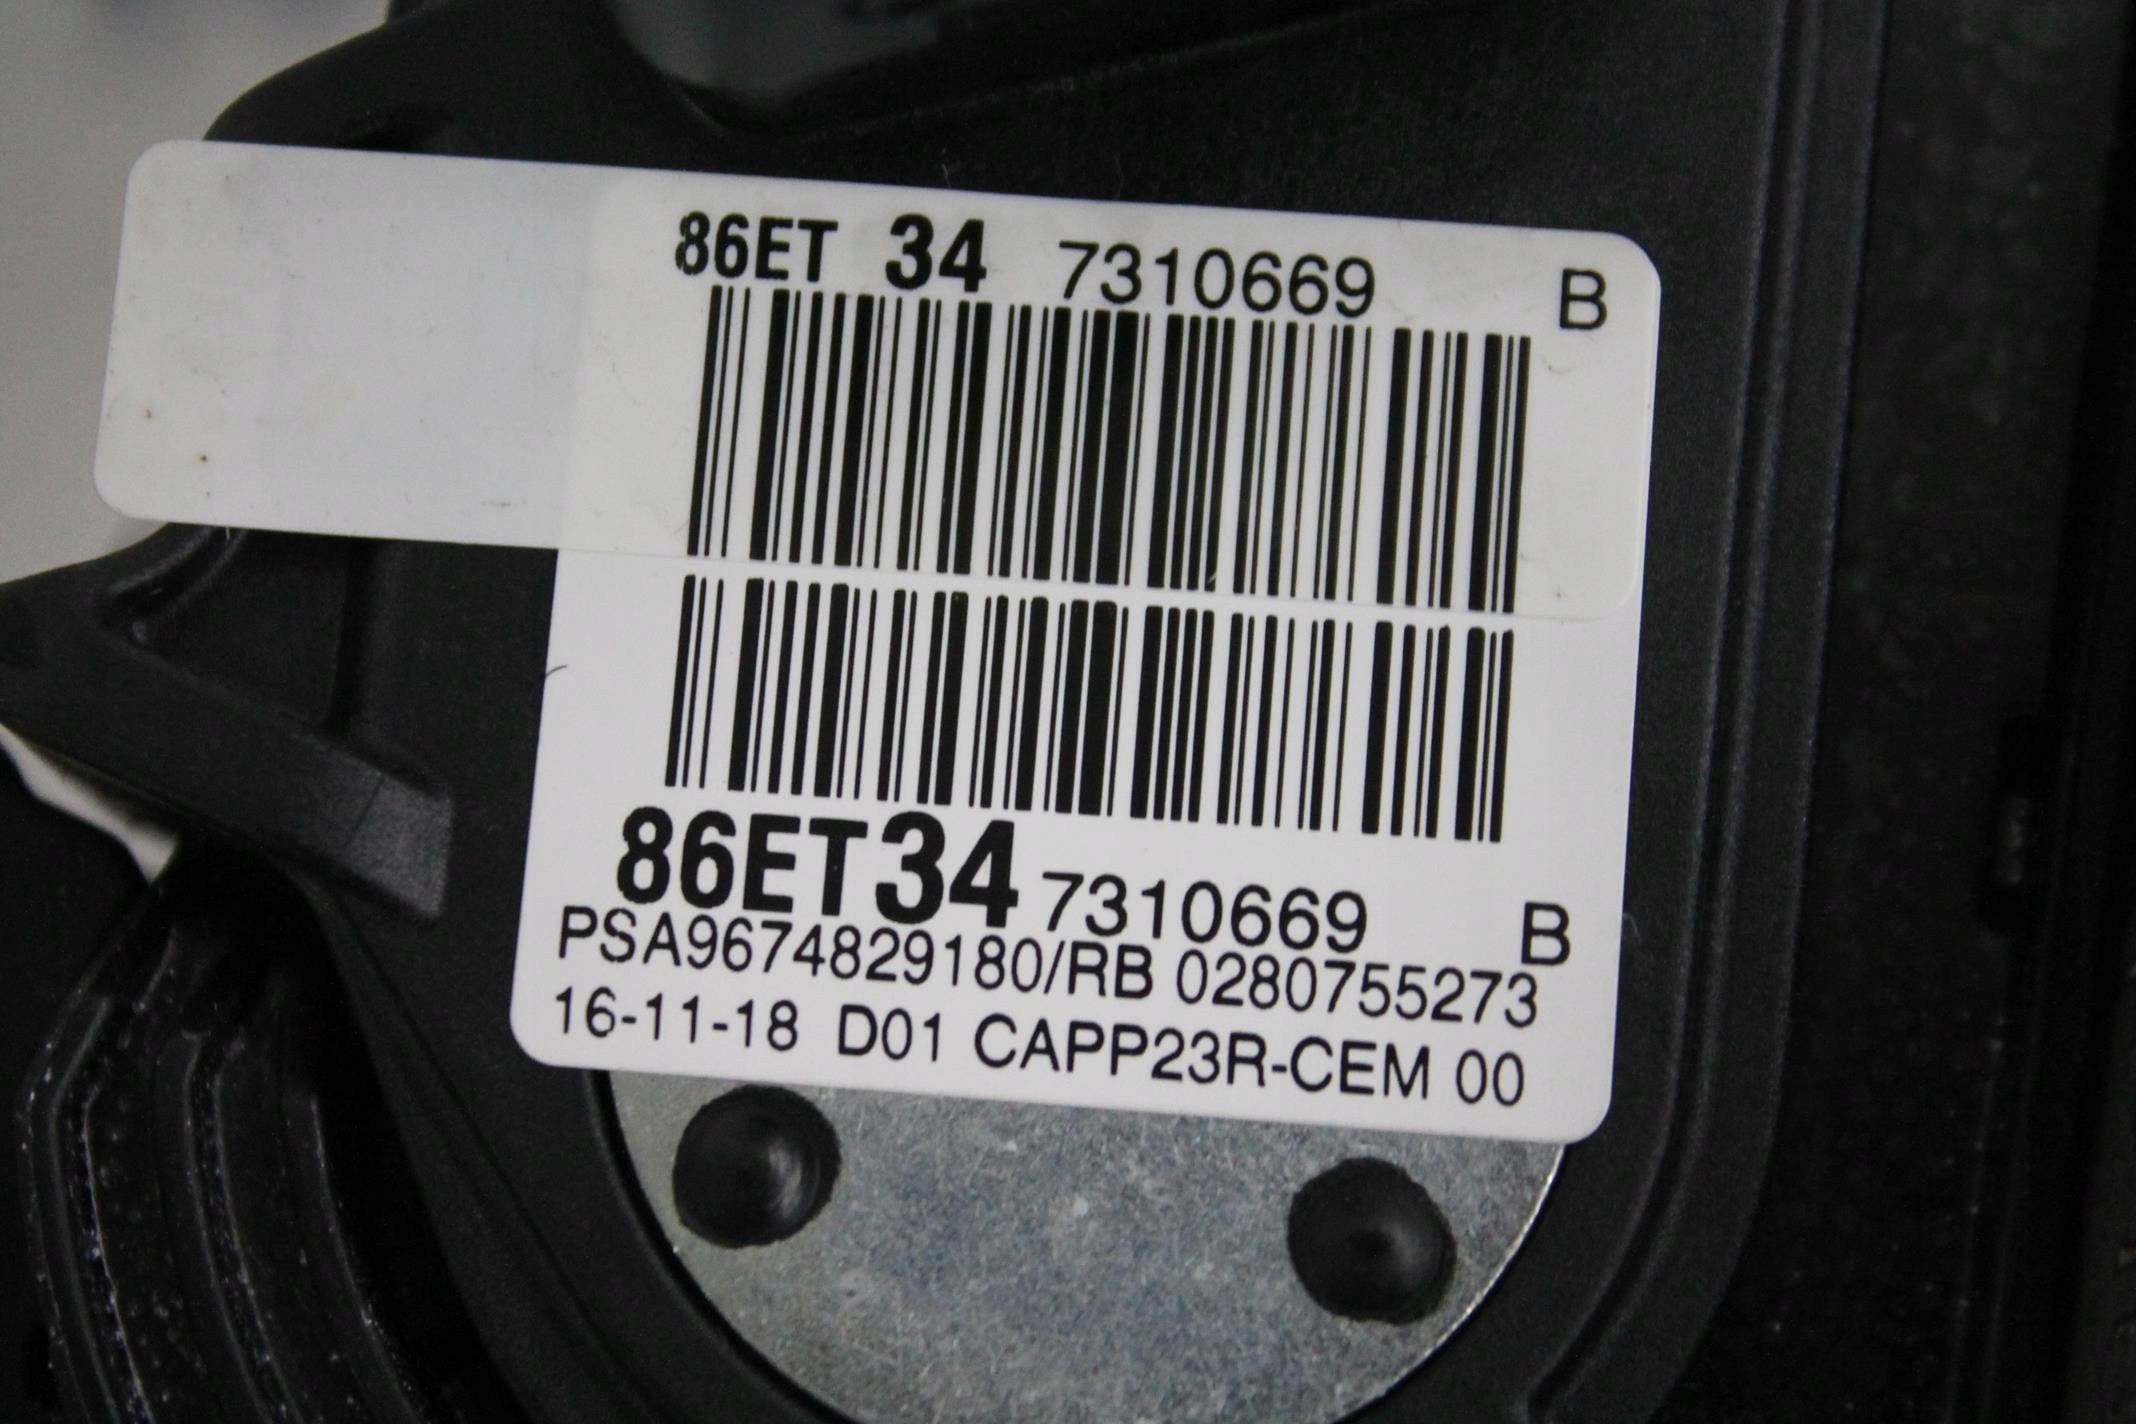 86ET 34 7310669 B
86ET34 7310669 B
PSA9674829180/RB 0280755273
16-11-18 D01 CAPP23R-CEM 00